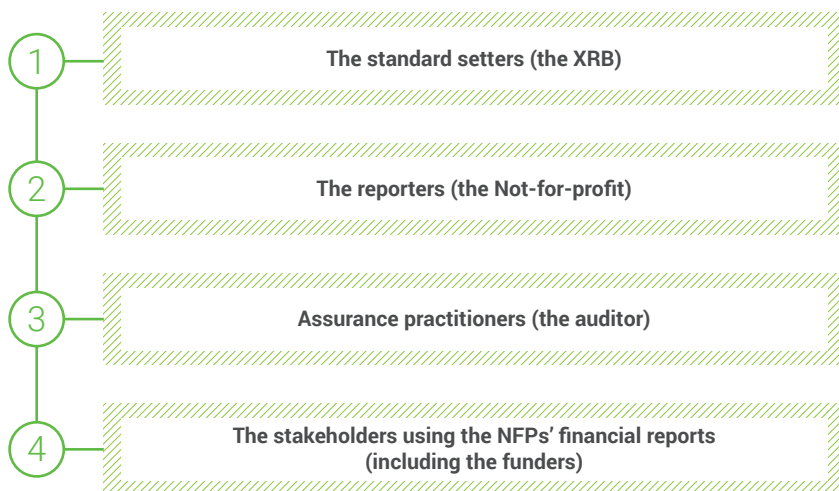 1
The standard setters (the XRB)
2
The reporters (the Not-for-profit)
3
Assurance practitioners (the auditor)
4
The stakeholders using the NFPs’ financial reports
(including the funders)